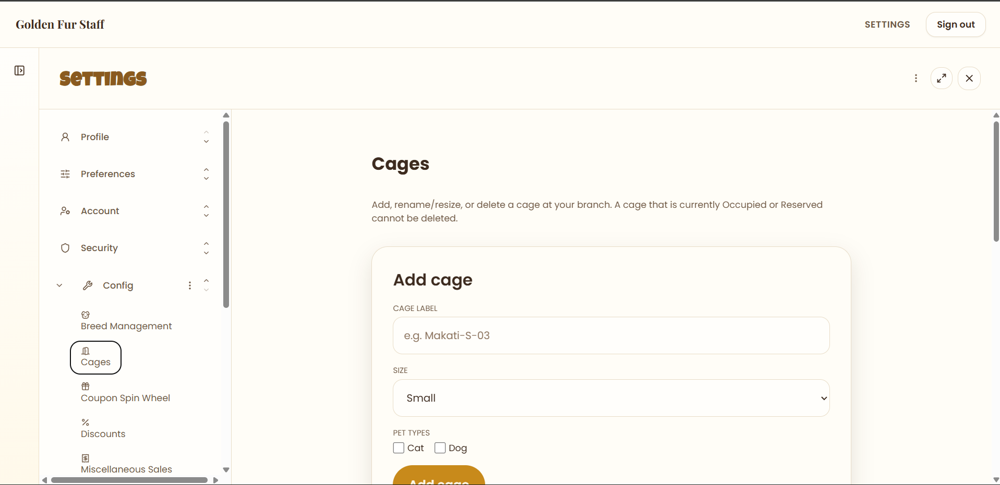 Golden Fur Staff
SETTINGS
Sign out
Settings
Profile
Preferences
Account
Security
Config
Breed Management
Cages
Coupon Spin Wheel
Discounts
Miscellaneous Sales
Cages
Add, rename/resize, or delete a cage at your branch. A cage that is currently Occupied or Reserved
cannot be deleted.
Add cage
CAGE LABEL
e.g. Makati-S-03
SIZE
Small
PET TYPES
Cat
Dog
Add cage